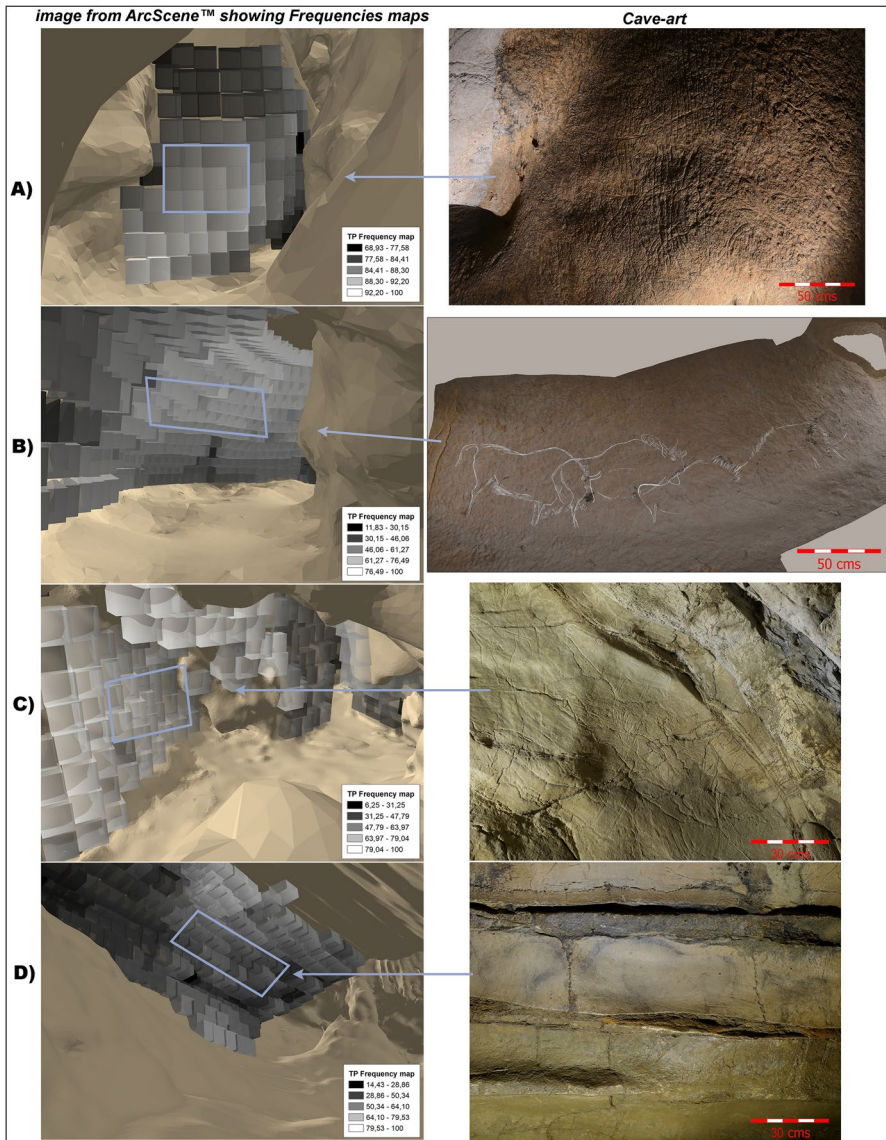 image from ArcScene™ showing Frequencies maps
Cave-art
A)
TP Frequency map
68,93 - 77,58
77,58 - 84,41
84,41 - 88,30
88,30 - 92,20
92,20 - 100
50 cms
B)
TP Frequency map
11,83 - 30,15
30,15 - 46,06
46,06 - 61,27
61,27 - 76,49
76,49 - 100
50 cms
C)
TP Frequency map
6,25 - 31,25
31,25 - 47,79
47,79 - 63,97
63,97 - 79,04
79,04 - 100
30 cms
D)
TP Frequency map
14,43 - 28,86
28,86 - 50,34
50,34 - 64,10
64,10 - 79,53
79,53 - 100
30 cms